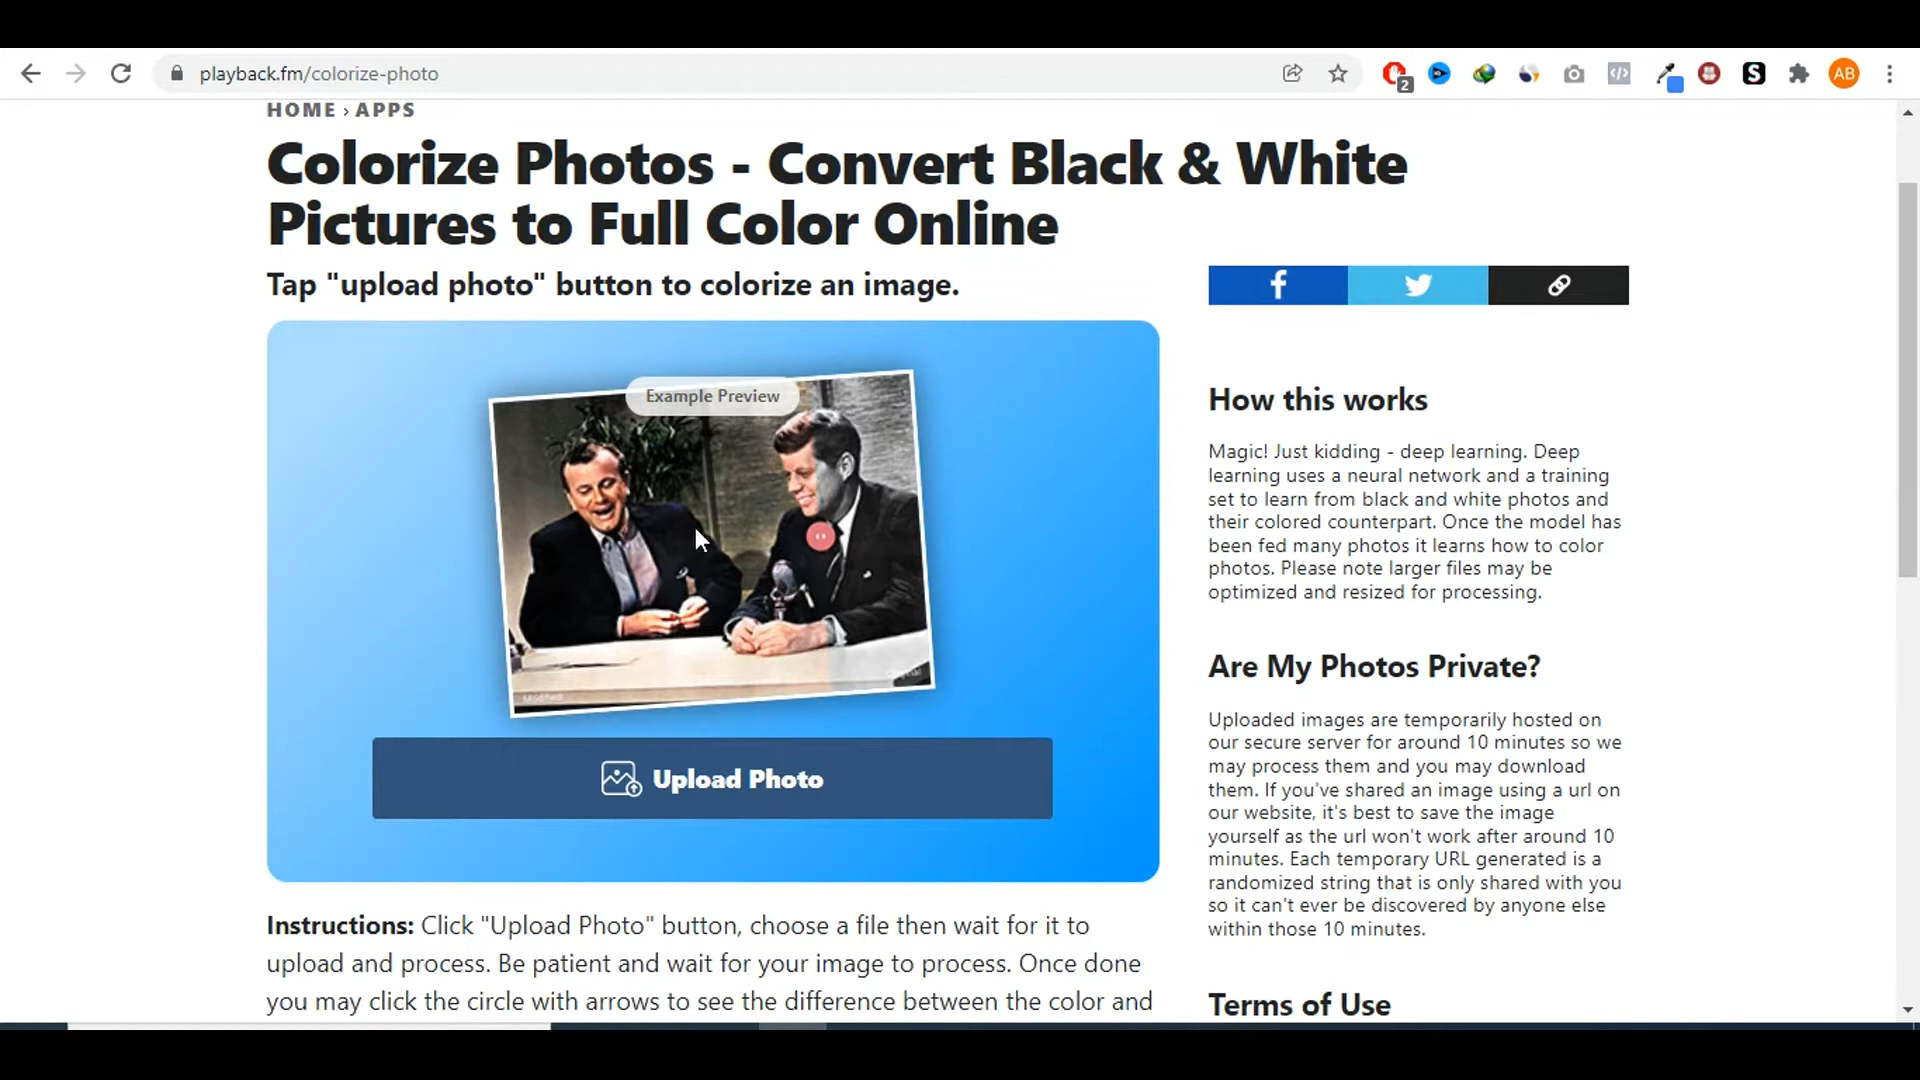 playback.fm/colorize-photo
2
S
AB
HOME › APPS
Colorize Photos - Convert Black & White
Pictures to Full Color Online
Tap "upload photo" button to colorize an image.
Example Preview
Modified
Upload Photo
Instructions: Click "Upload Photo" button, choose a file then wait for it to
upload and process. Be patient and wait for your image to process. Once done
you may click the circle with arrows to see the difference between the color and
How this works
Magic! Just kidding - deep learning. Deep
learning uses a neural network and a training
set to learn from black and white photos and
their colored counterpart. Once the model has
been fed many photos it learns how to color
photos. Please note larger files may be
optimized and resized for processing.
Are My Photos Private?
Uploaded images are temporarily hosted on
our secure server for around 10 minutes so we
may process them and you may download
them. If you've shared an image using a url on
our website, it's best to save the image
yourself as the url won't work after around 10
minutes. Each temporary URL generated is a
randomized string that is only shared with you
so it can't ever be discovered by anyone else
within those 10 minutes.
Terms of Use